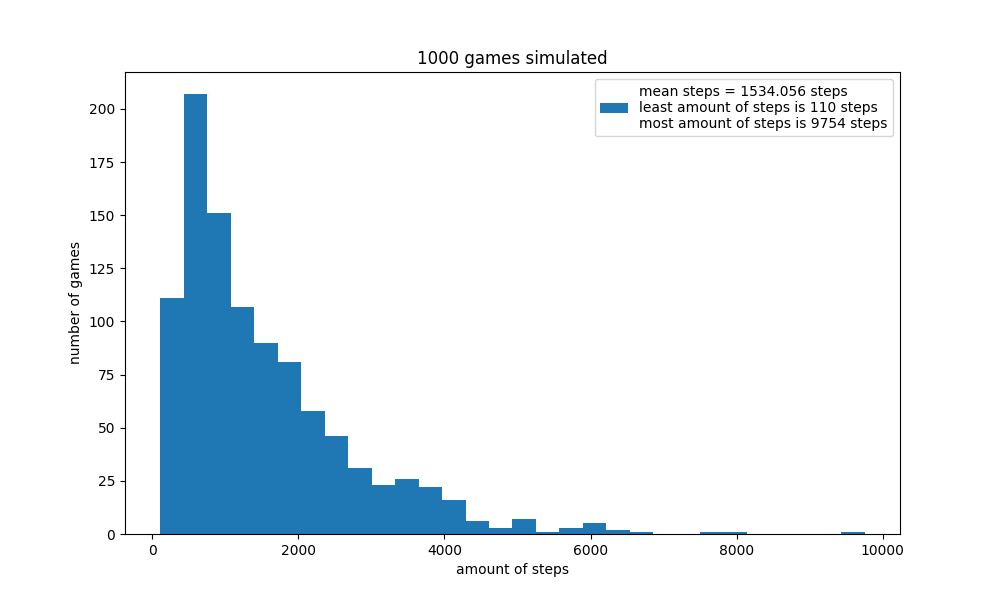 1000 games simulated
mean steps = 1534.056 steps
least amount of steps is 110 steps
most amount of steps is 9754 steps
number of games
200
175
150
125
100
75
50
25
0
0 2000 4000 6000 8000 10000
amount of steps